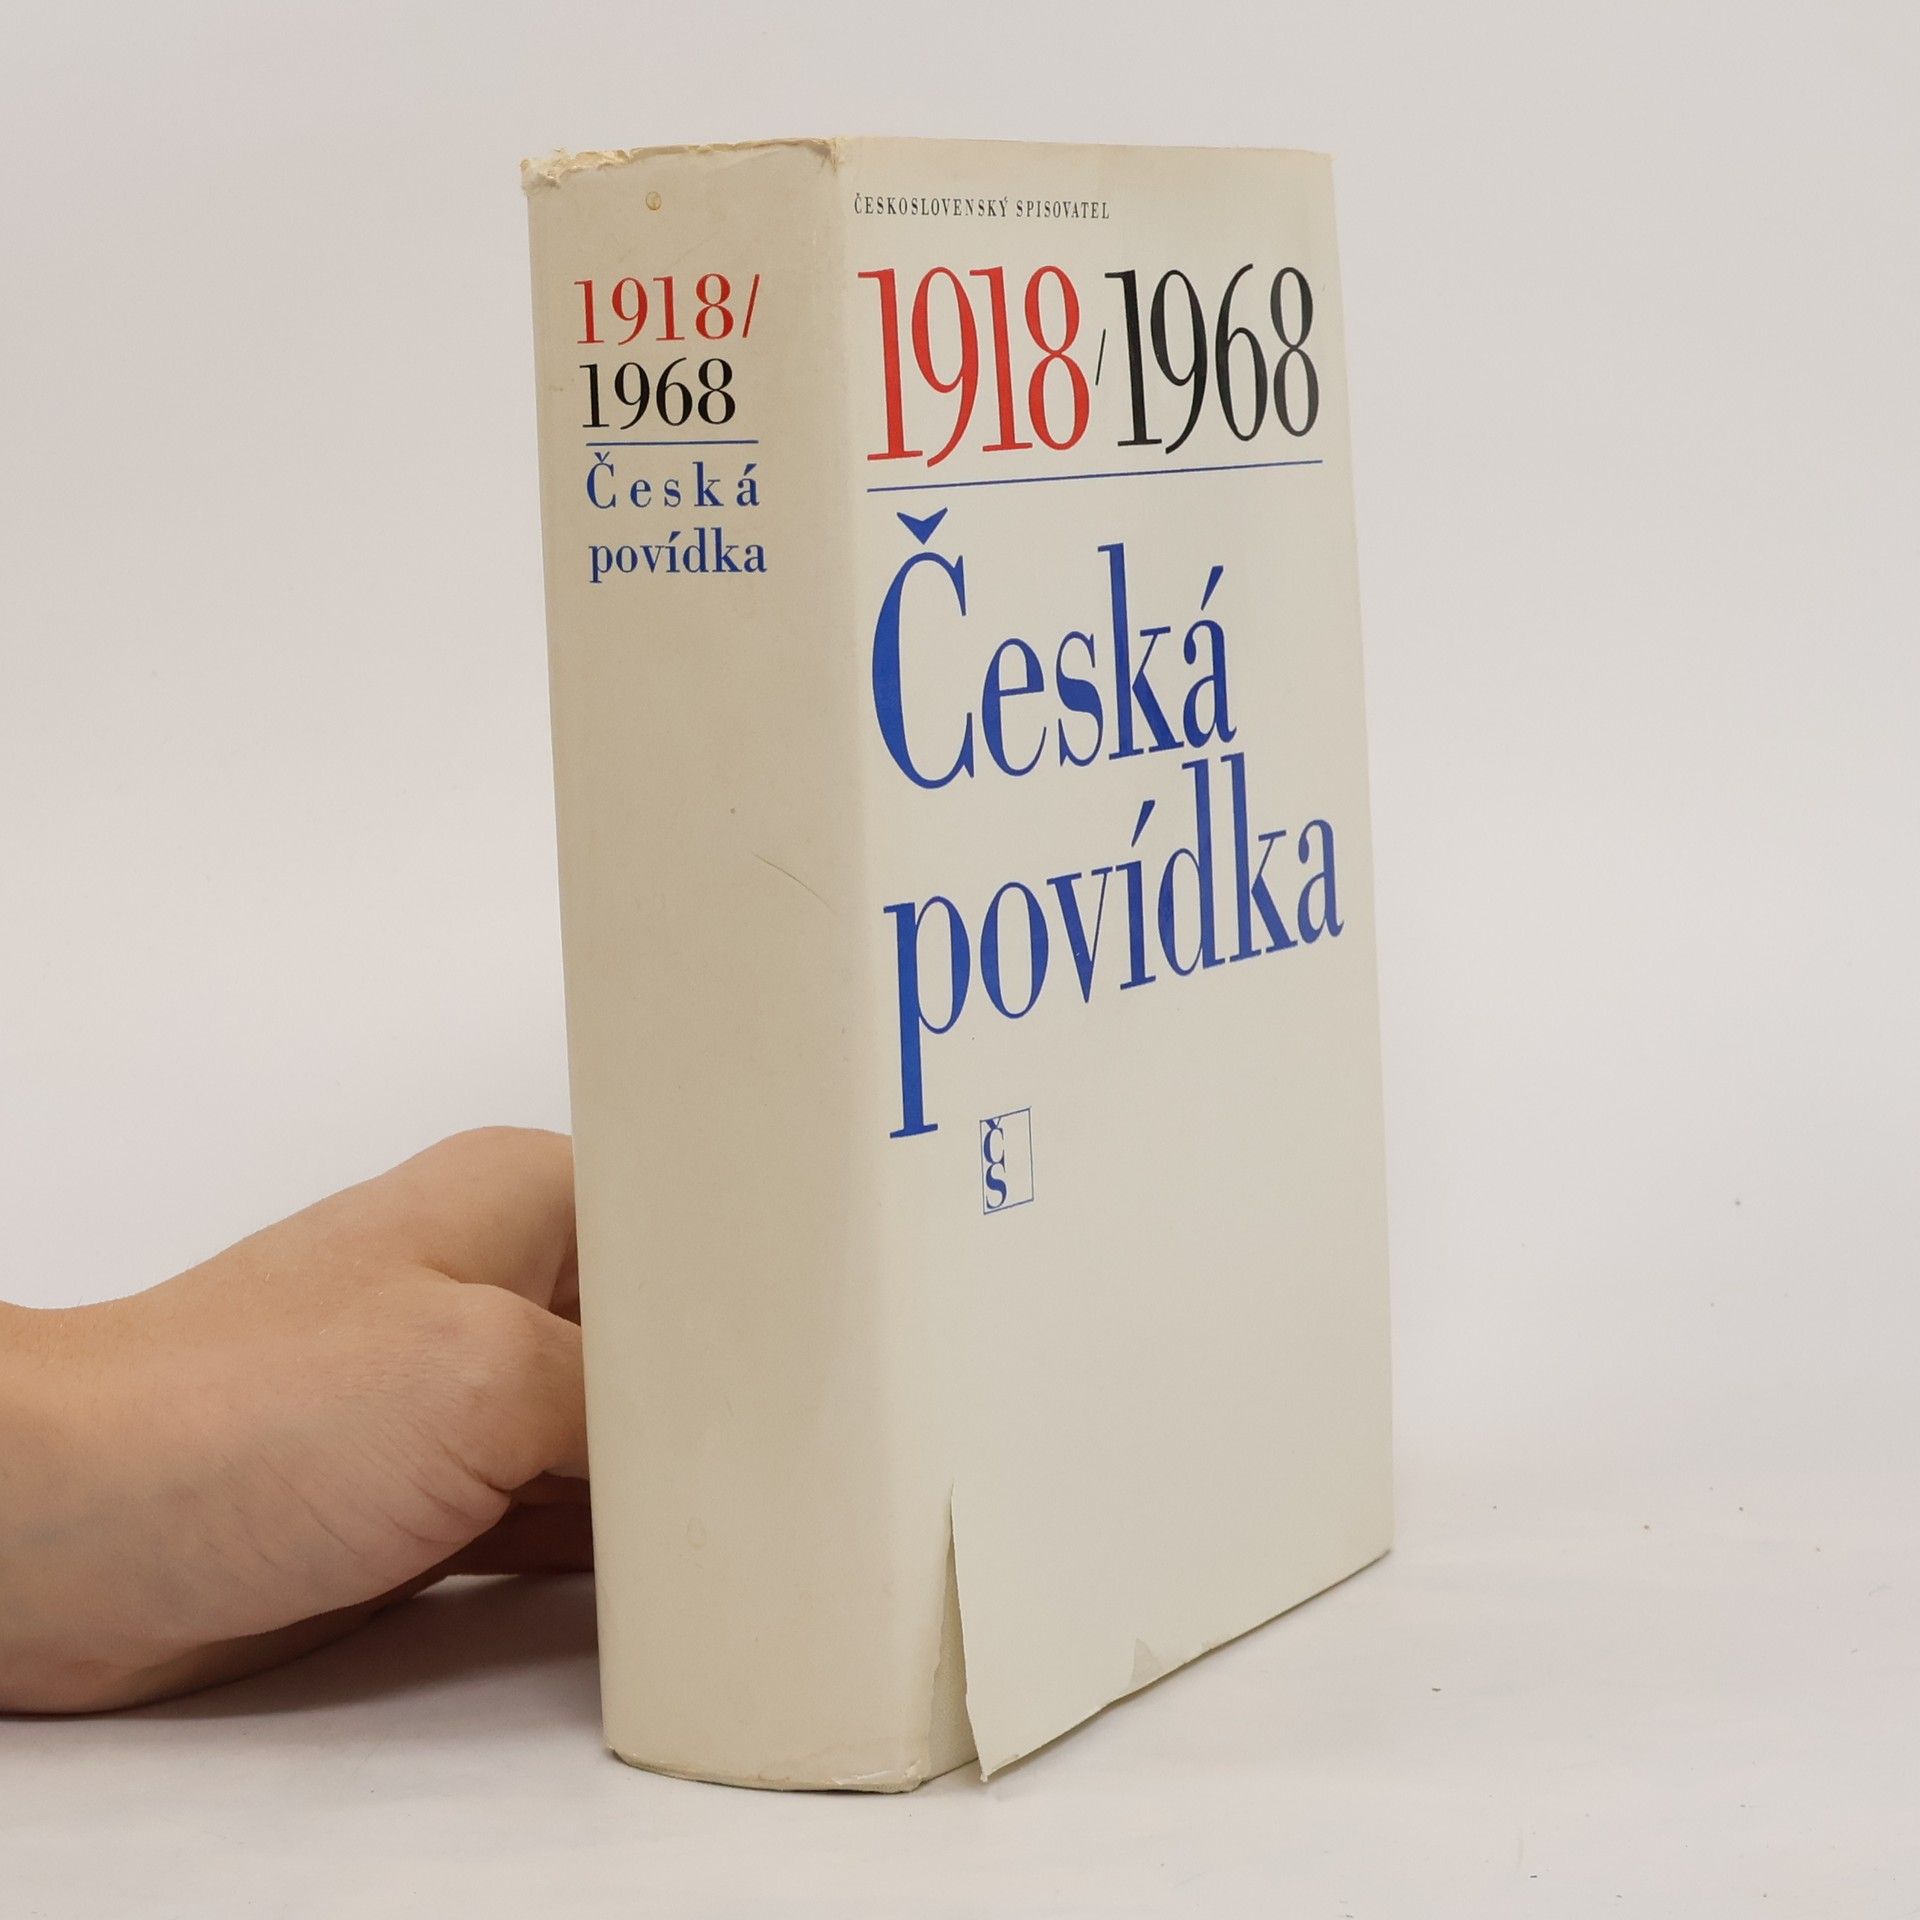 1918/
1968
Česká
povídka
ČESKOSLOVENSKÝ SPISOVATEL
1918/1968
Česká
povídka
Č
S